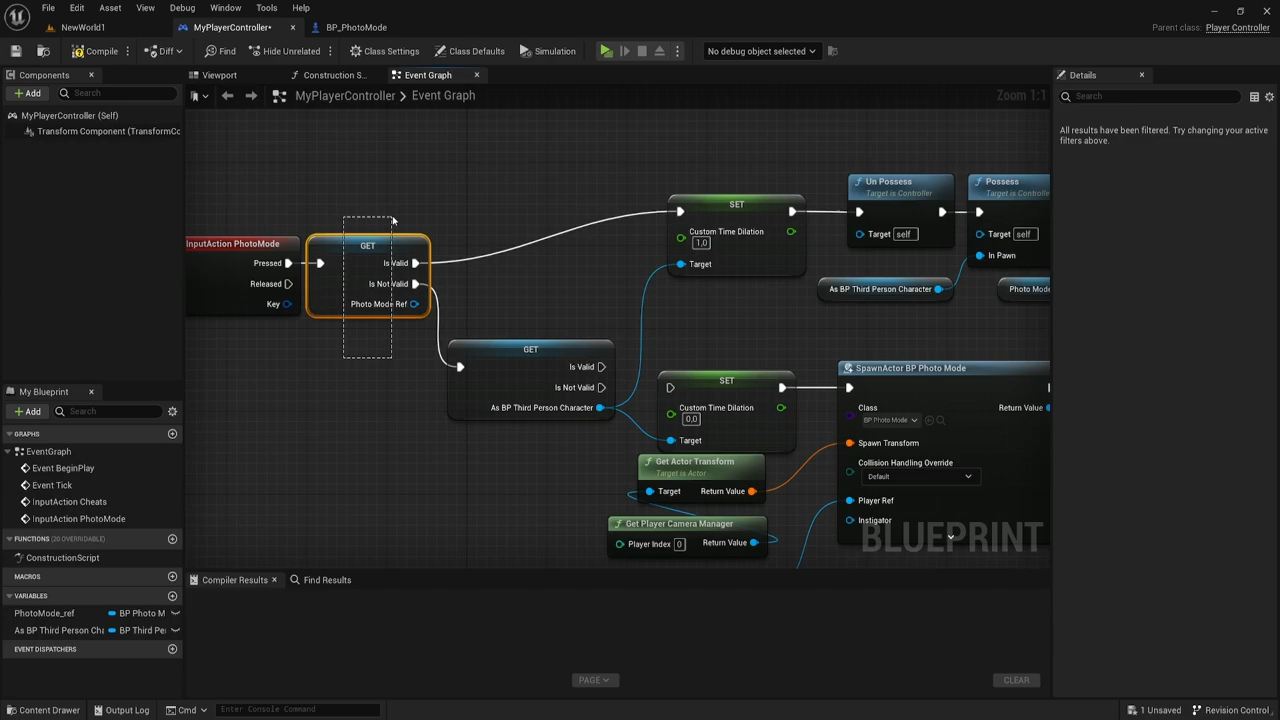 File Edit Asset View Debug Window Tools Help
NewWorld1 MyPlayerController* BP_PhotoMode
Parent class: Player Controller
Compile Diff Find Hide Unrelated Class Settings Class Defaults Simulation No debug object selected
Components
Add Search
MyPlayerController (Self)
Transform Component (TransformCo
Viewport Construction S... Event Graph
MyPlayerController Event Graph
Zoom 1:1
Details
Search
All results have been filtered. Try changing your active
filters above.
InputAction PhotoMode
Pressed
Released
Key
GET
Is Valid
Is Not Valid
Photo Mode Ref
GET
Is Valid
Is Not Valid
As BP Third Person Character
SET
Custom Time Dilation
1,0
Target
Un Possess
Target is Controller
Target self
Possess
Target is Controlle
Target self
In Pawn
As BP Third Person Character
Photo Mode
SET
Custom Time Dilation
0,0
Target
SpawnActor BP Photo Mode
Class
BP Photo Mode
Return Value
Spawn Transform
Collision Handling Override
Default
Player Ref
Instigator
Get Actor Transform
Target is Actor
Target Return Value
Get Player Camera Manager
Player Index 0 Return Value
BLUEPRINT
My Blueprint
Add Search
GRAPHS
EventGraph
Event BeginPlay
Event Tick
InputAction Cheats
InputAction PhotoMode
FUNCTIONS (20 OVERRIDABLE)
ConstructionScript
MACROS
VARIABLES
PhotoMode_ref BP Photo M
As BP Third Person Cha BP Third Pe
EVENT DISPATCHERS
Compiler Results Find Results
PAGE
CLEAR
Content Drawer Output Log Cmd Enter Console Command 1 Unsaved Revision Control